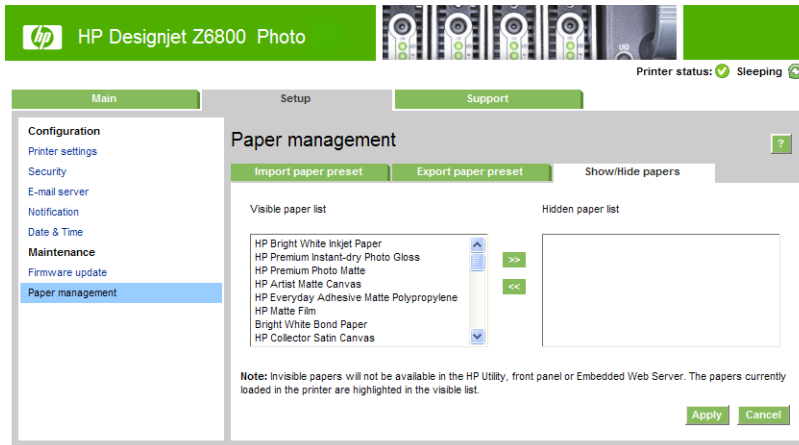 hp HP Designjet Z6800 Photo
UID
Printer status: Sleeping
Main Setup Support
Configuration
Printer settings
Security
E-mail server
Notification
Date & Time
Maintenance
Firmware update
Paper management
Paper management
?
Import paper preset Export paper preset Show/Hide papers
Visible paper list Hidden paper list
HP Bright White Inkjet Paper
HP Premium Instant-dry Photo Gloss
HP Premium Photo Matte
HP Artist Matte Canvas
HP Everyday Adhesive Matte Polypropylene
HP Matte Film
Bright White Bond Paper
HP Collector Satin Canvas
>>
<<
Note: Invisible papers will not be available in the HP Utility, front panel or Embedded Web Server. The papers currently
loaded in the printer are highlighted in the visible list.
Apply Cancel